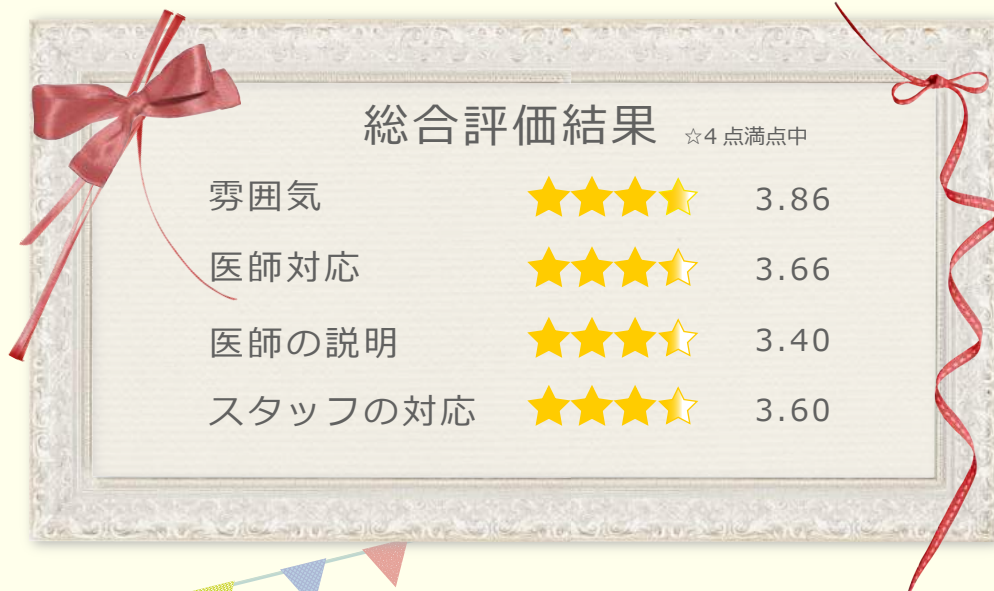 総合評価結果 ☆4点満点中
雰囲気 3.86
医師対応 3.66
医師の説明 3.40
スタッフの対応 3.60